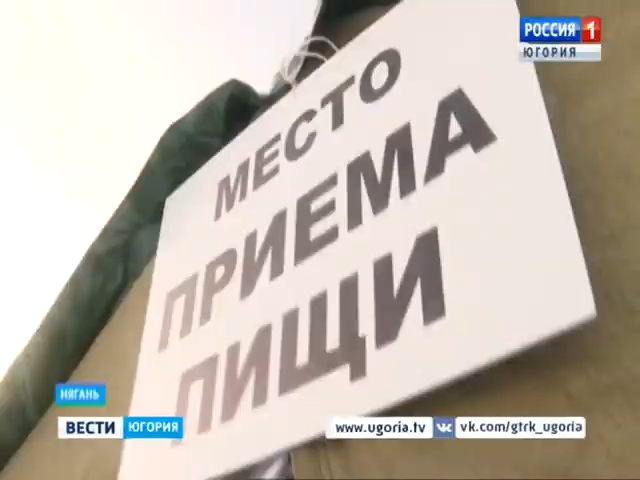 РОССИЯ 1
ЮГОРИЯ
МЕСТО
ПРИЕМА
ПИЩИ
НЯГАНЬ
ВЕСТИ ЮГОРИЯ
www.ugoria.tv vk.com/gtrk_ugoria